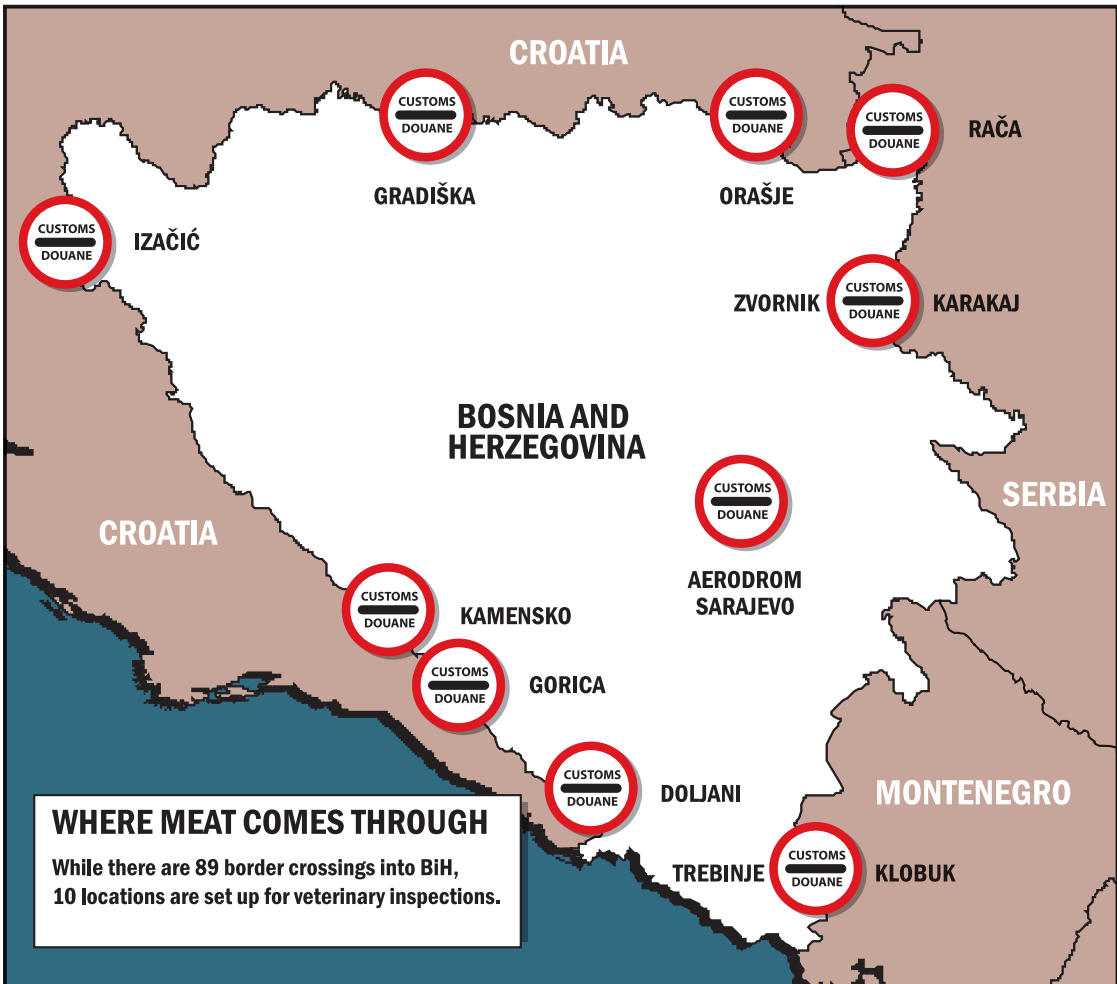 CROATIA
CUSTOMS
DOUANE
GRADIŠKA
CUSTOMS
DOUANE
ORAŠJE
CUSTOMS
DOUANE
RAČA
CUSTOMS
DOUANE
IZAČIĆ
ZVORNIK
CUSTOMS
DOUANE
KARAKAJ
BOSNIA AND
HERZEGOVINA
CUSTOMS
DOUANE
AERODROM
SARAJEVO
SERBIA
CROATIA
CUSTOMS
DOUANE
KAMENSKO
CUSTOMS
DOUANE
GORICA
CUSTOMS
DOUANE
DOLJANI
MONTENEGRO
TREBINJE
CUSTOMS
DOUANE
KLOBUK
WHERE MEAT COMES THROUGH
While there are 89 border crossings into BiH,
10 locations are set up for veterinary inspections.